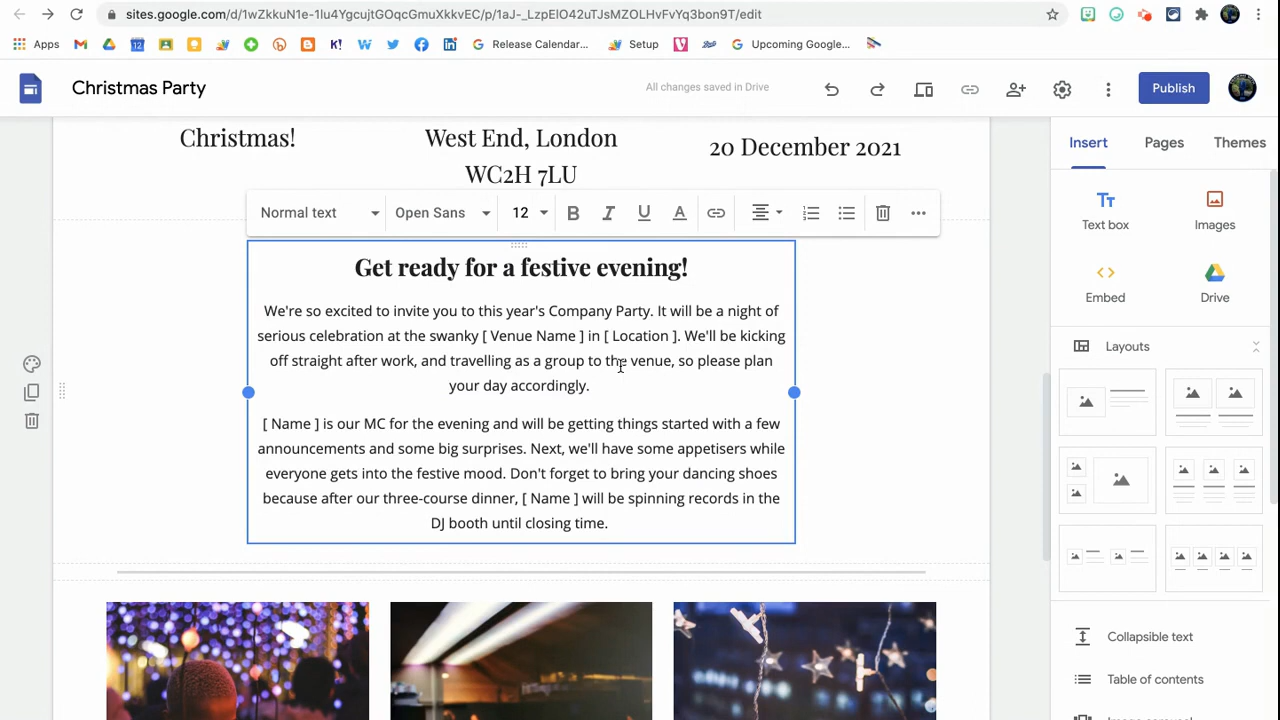 sites.google.com/d/1wZkkuN1e-1lu4YgcujtGOqcGmuXkkvEC/p/1aJ-_LzpElO42uTJsMZOLHvFvYq3bon9T/edit
Apps
Release Calendar...
Setup
Upcoming Google...
Christmas Party
All changes saved in Drive
Publish
Christmas!
West End, London
WC2H 7LU
20 December 2021
Insert
Pages
Themes
Normal text
Open Sans
12
Text box
Images
Embed
Drive
Get ready for a festive evening!
We're so excited to invite you to this year's Company Party. It will be a night of
serious celebration at the swanky [ Venue Name ] in [ Location ]. We'll be kicking
off straight after work, and travelling as a group to the venue, so please plan
your day accordingly.
[ Name ] is our MC for the evening and will be getting things started with a few
announcements and some big surprises. Next, we'll have some appetisers while
everyone gets into the festive mood. Don't forget to bring your dancing shoes
because after our three-course dinner, [ Name ] will be spinning records in the
DJ booth until closing time.
Layouts
Collapsible text
Table of contents